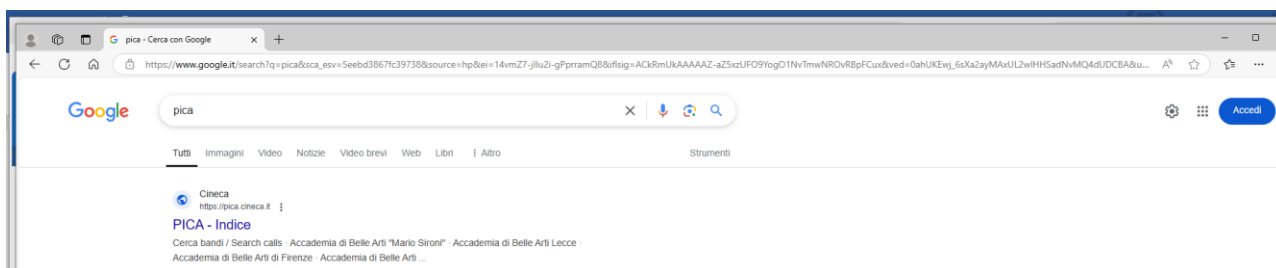 pica - Cerca con Google
https://www.google.it/search?q=pica&sca_esv=5eebd3867fc39738&source=hp&ei=14vmZ7-jllu2i-gPprramQ8&iflsig=ACkRmUkAAAAAZ-aZ5xzUFO9YogO1NvTmwNROvRBpFCux&ved=0ahUKEwj_6sXa2ayMAxUL2wIHHSadNvMQ4dUDCBA&u...
Google
pica
Accedi
Tutti Immagini Video Notizie Video brevi Web Libri Altro Strumenti
Cineca
https://pica.cineca.it
PICA - Indice
Cerca bandi / Search calls · Accademia di Belle Arti "Mario Sironi" · Accademia di Belle Arti Lecce ·
Accademia di Belle Arti di Firenze · Accademia di Belle Arti ...